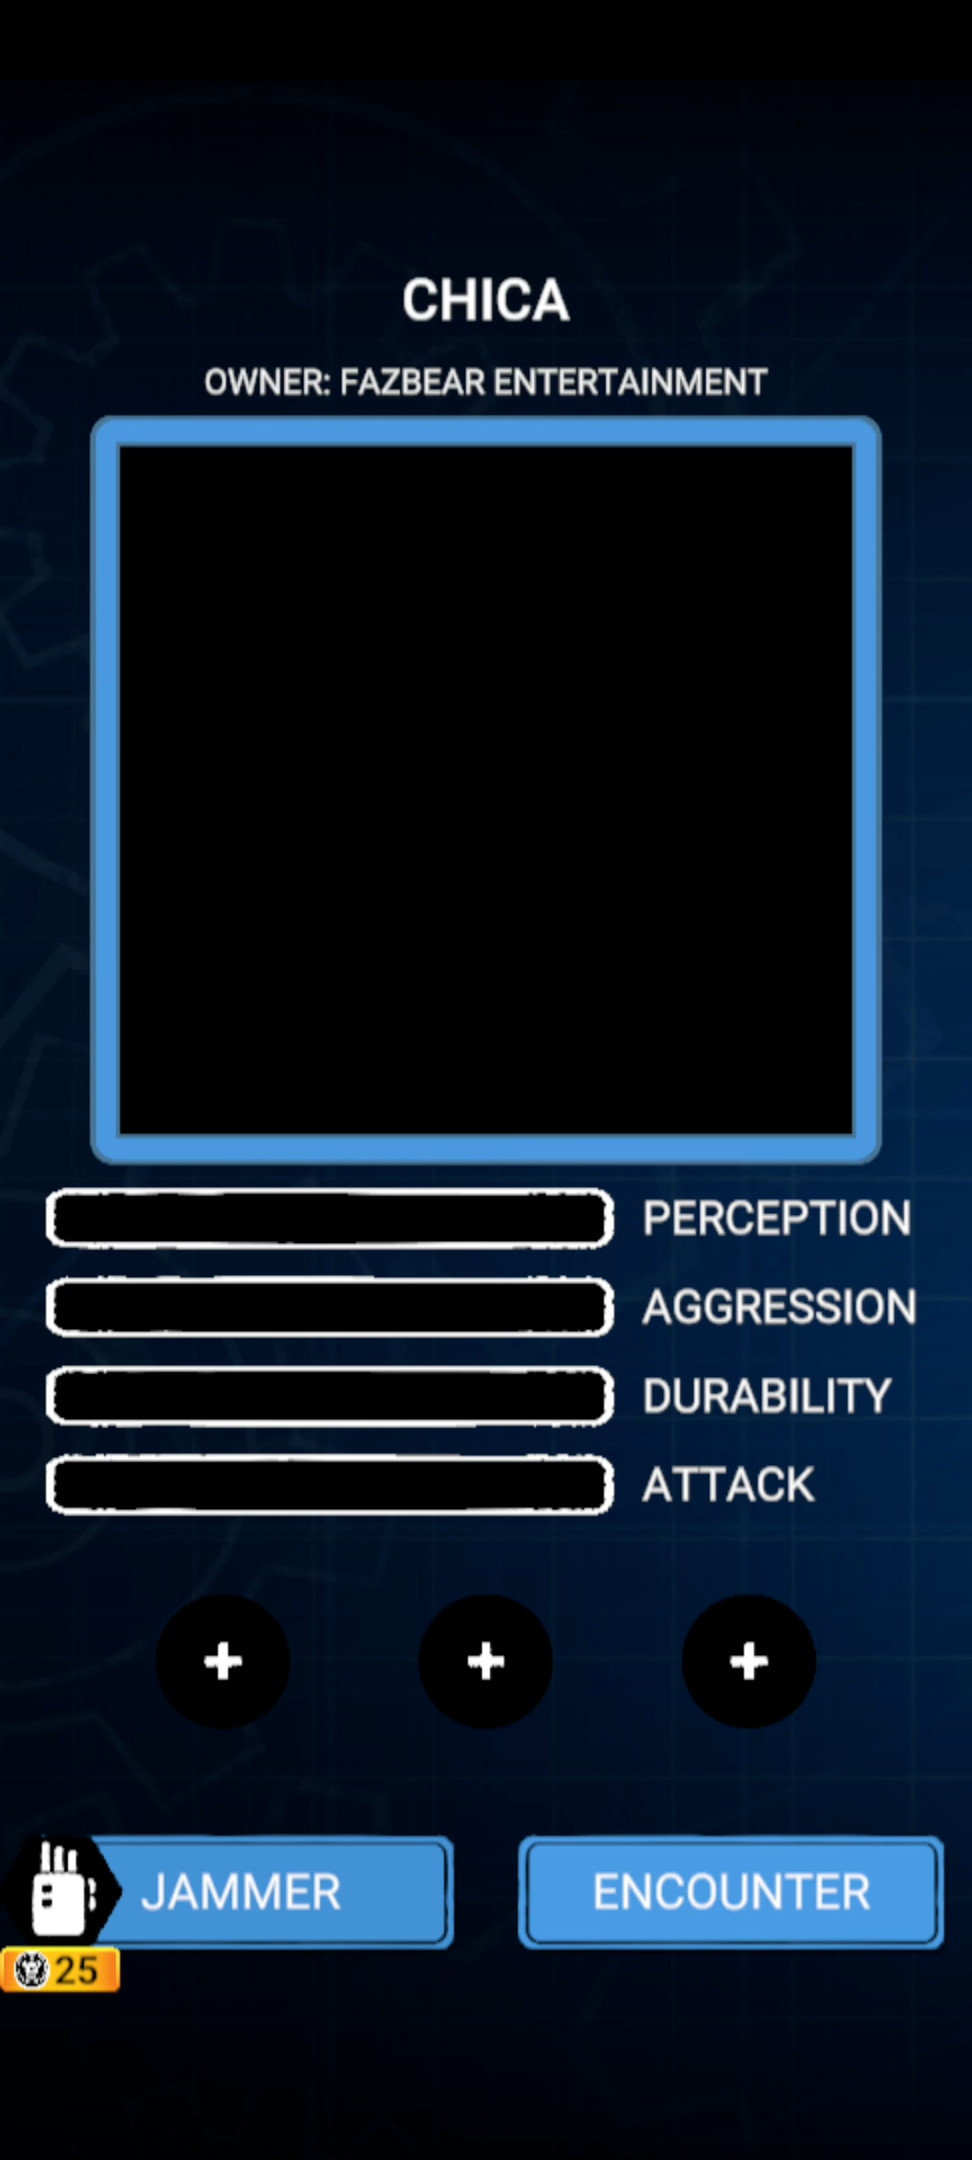 CHICA
OWNER: FAZBEAR ENTERTAINMENT
PERCEPTION
AGGRESSION
DURABILITY
ATTACK
+ + +
JAMMER ENCOUNTER
25